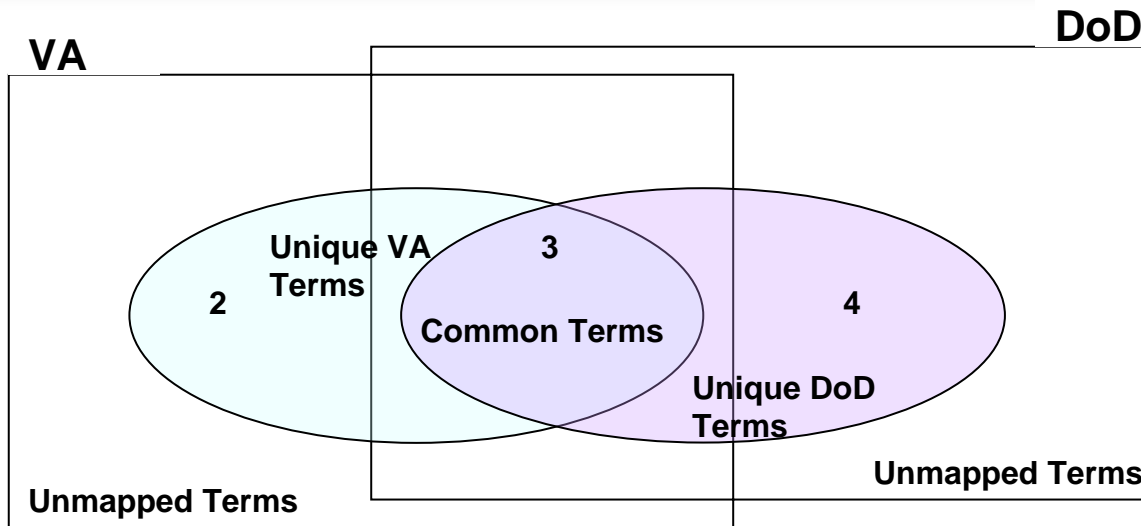 DoD
VA
Unique VA
Terms
3
2
4
Common Terms
Unique DoD
Terms
Unmapped Terms
Unmapped Terms